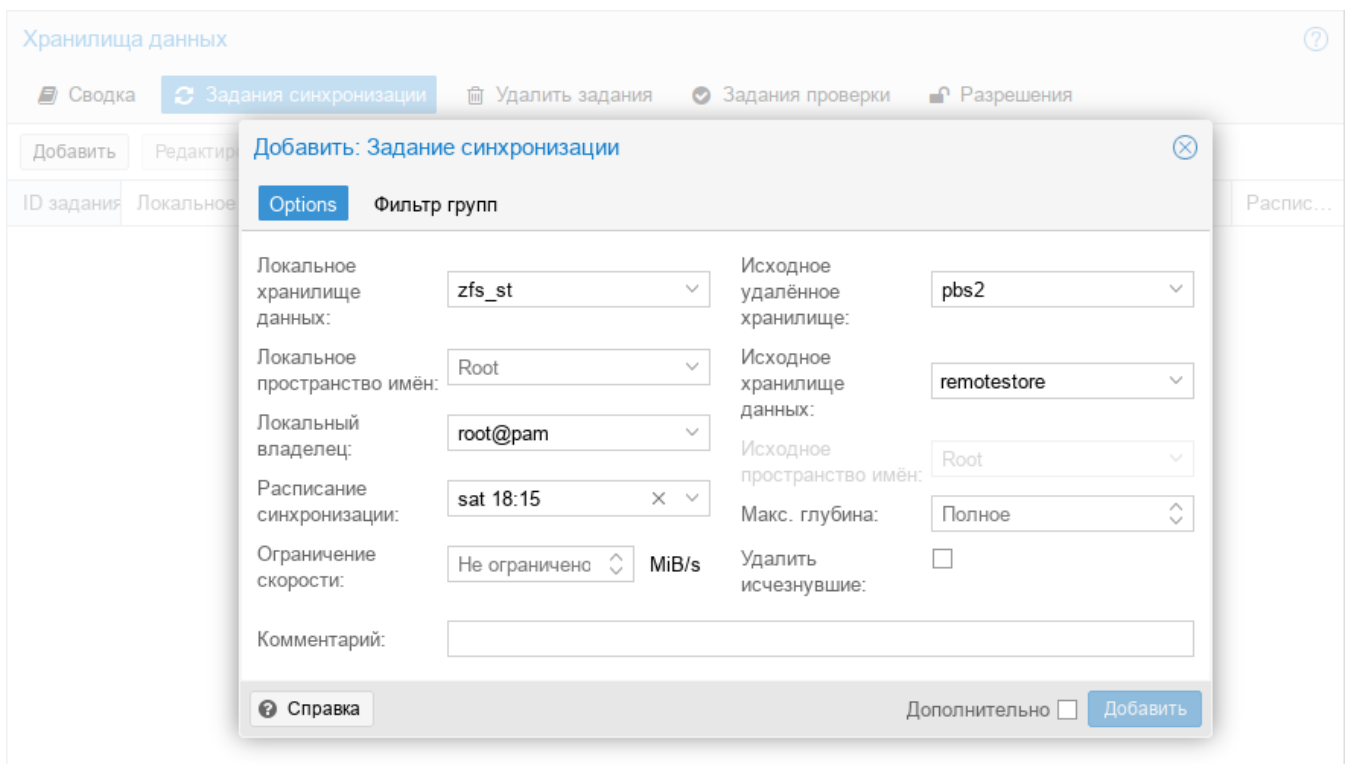 Хранилища данных
Сводка Задания синхронизации Удалить задания Задания проверки Разрешения
Добавить Редактиро
Добавить: Задание синхронизации
ID задания Локальное Распис...
Options Фильтр групп
Локальное
хранилище
данных:
zfs_st
Исходное
удалённое
хранилище:
pbs2
Локальное
пространство имён:
Root
Исходное
хранилище
данных:
remotestore
Локальный
владелец:
root@pam
Исходное
пространство имён:
Root
Расписание
синхронизации:
sat 18:15
Макс. глубина:
Полное
Ограничение
скорости:
Не ограничено MiB/s
Удалить
исчезнувшие:
Комментарий:
Справка Дополнительно Добавить